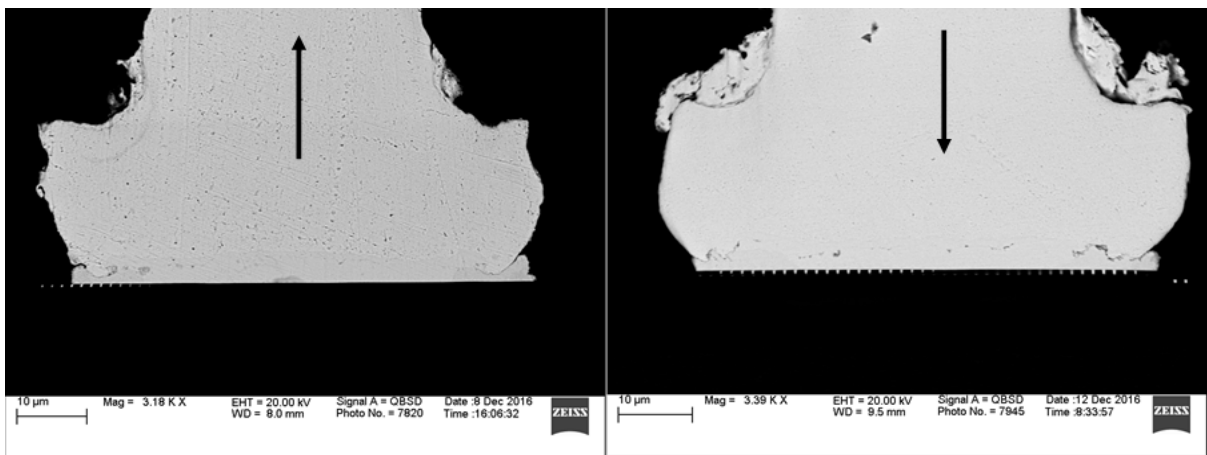 10 µm Mag = 3.18 K X EHT = 20.00 kV Signal A = QBSD Date :8 Dec 2016
WD = 8.0 mm Photo No. = 7820 Time :16:06:32
ZEISS
10 µm Mag = 3.39 K X EHT = 20.00 kV Signal A = QBSD Date :12 Dec 2016
WD = 9.5 mm Photo No. = 7945 Time :8:33:57
ZEISS